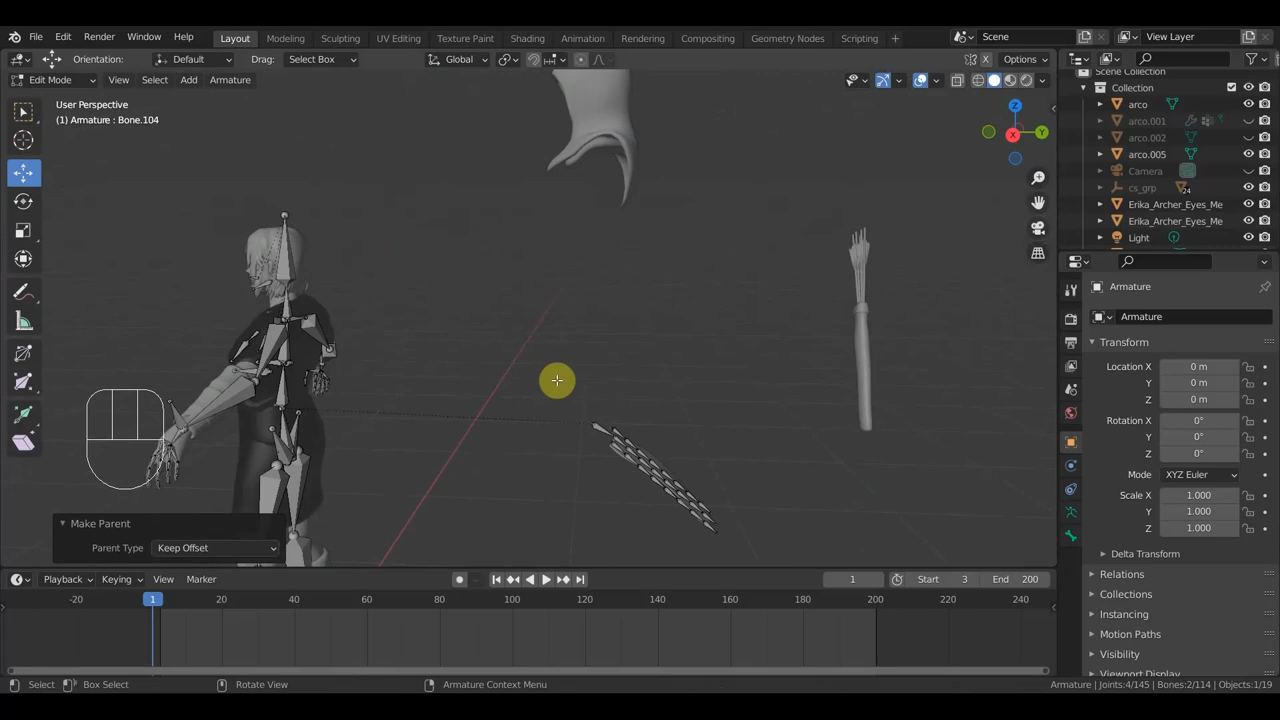 File Edit Render Window Help Layout Modeling Sculpting UV Editing Texture Paint Shading Animation Rendering Compositing Geometry Nodes Scripting + Scene View Layer
Orientation: Default Drag: Select Box Global Options
Edit Mode View Select Add Armature
User Perspective
(1) Armature : Bone.104
Z
Y
X
Scene Collection
Collection
arco
arco.001
arco.002
arco.005
Camera
cs_grp 24
Erika_Archer_Eyes_Me
Erika_Archer_Eyes_Me
Light
Armature
Armature
Transform
Location X 0 m
Y 0 m
Z 0 m
Rotation X 0°
Y 0°
Z 0°
Mode XYZ Euler
Scale X 1.000
Y 1.000
Z 1.000
Delta Transform
Relations
Collections
Instancing
Motion Paths
Visibility
Viewport Display
Make Parent
Parent Type Keep Offset
Playback Keying View Marker 1 Start 3 End 200
-20 1 20 40 60 80 100 120 140 160 180 200 220 240
Select Box Select Rotate View Armature Context Menu Armature | Joints:4/145 | Bones:2/114 | Objects:1/19